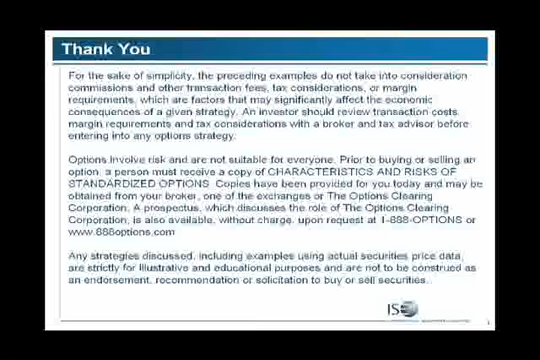 Thank You
For the sake of simplicity, the preceding examples do not take into consideration
commissions and other transaction fees, tax considerations, or margin
requirements, which are factors that may significantly affect the economic
consequences of a given strategy. An investor should review transaction costs,
margin requirements and tax considerations with a broker and tax advisor before
entering into any options strategy.
Options involve risk and are not suitable for everyone. Prior to buying or selling an
option, a person must receive a copy of CHARACTERISTICS AND RISKS OF
STANDARDIZED OPTIONS. Copies have been provided for you today and may be
obtained from your broker, one of the exchanges or The Options Clearing
Corporation. A prospectus, which discusses the role of The Options Clearing
Corporation, is also available, without charge, upon request at 1-888-OPTIONS or
www.888options.com
Any strategies discussed, including examples using actual securities price data,
are strictly for illustrative and educational purposes and are not to be construed as
an endorsement, recommendation or solicitation to buy or sell securities.
ISE